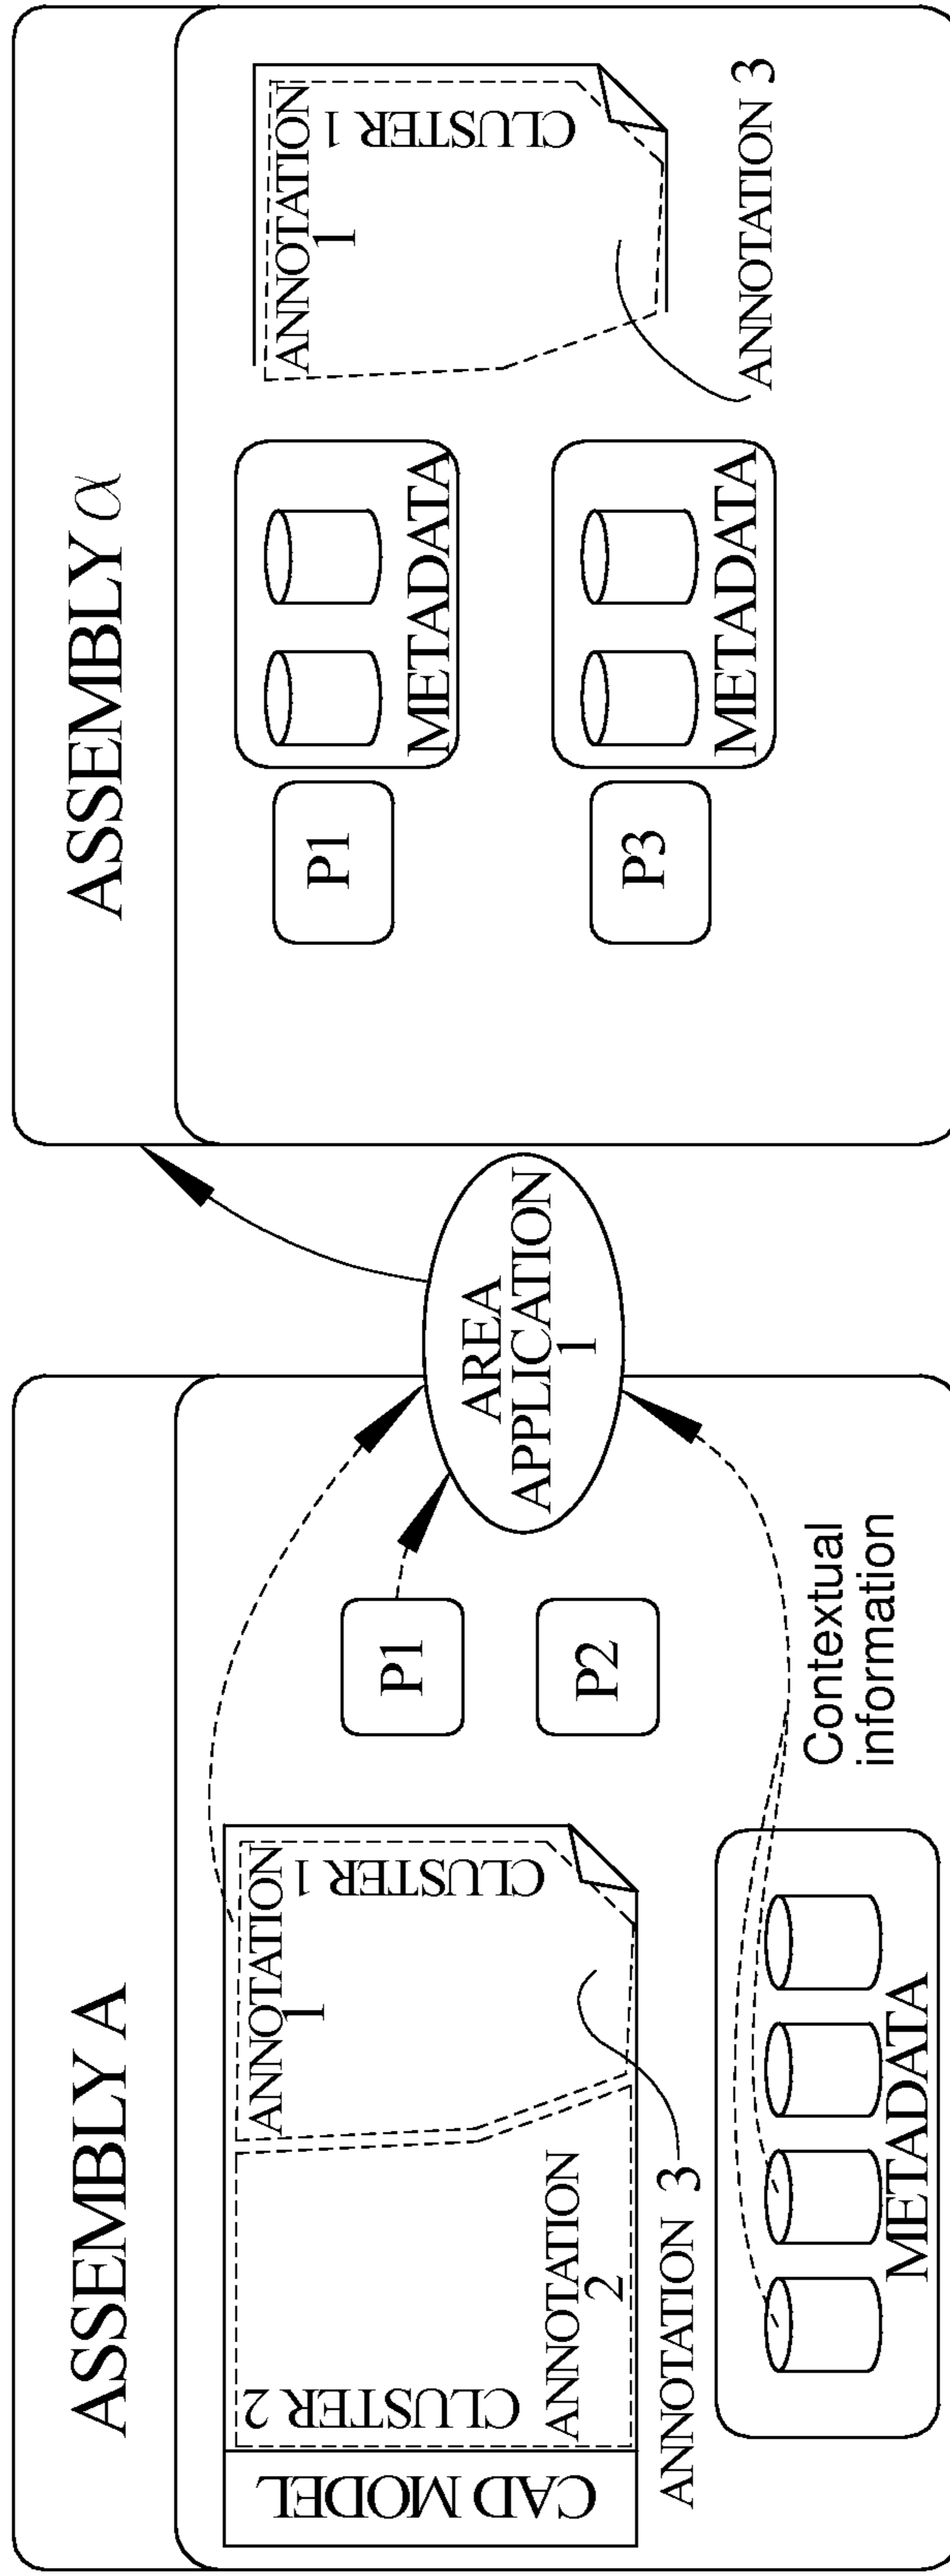 ASSEMBLY A
CAD MODEL
CLUSTER 2
ANNOTATION
2
ANNOTATION
1
CLUSTER 1
ANNOTATION 3
METADATA
P1
P2
Contextual
information
AREA
APPLICATION
1
ASSEMBLY α
P1
METADATA
P3
METADATA
ANNOTATION
1
CLUSTER 1
ANNOTATION 3